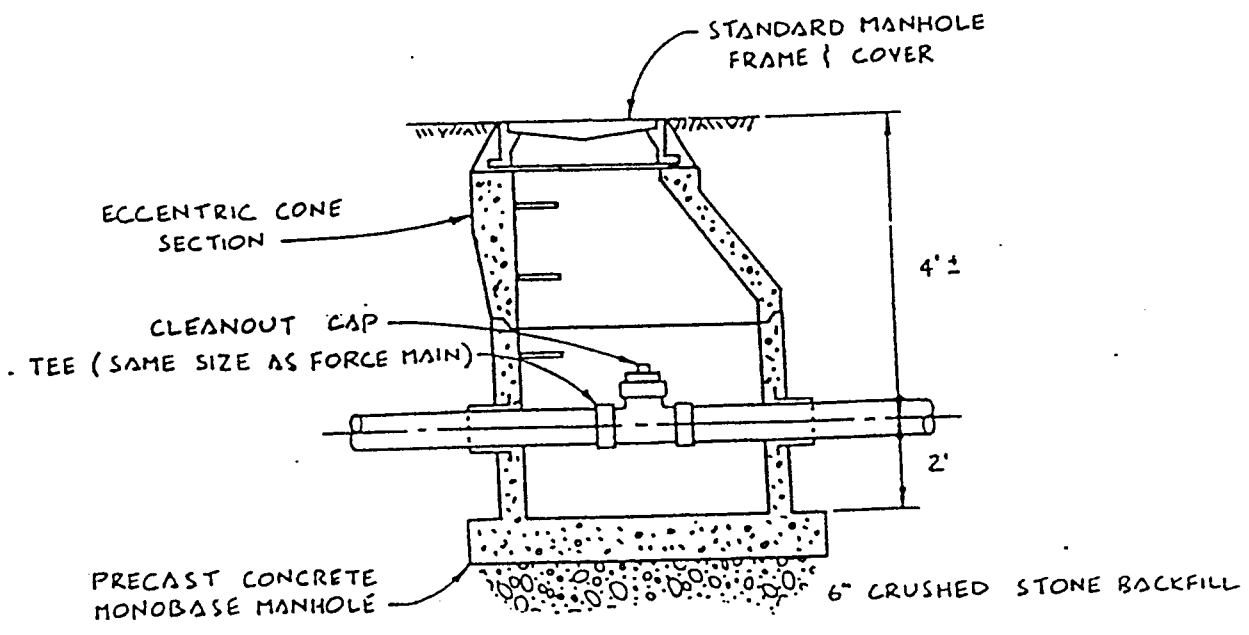 STANDARD MANHOLE
FRAME & COVER
ECCENTRIC CONE
SECTION
4' ±
CLEANOUT CAP
TEE (SAME SIZE AS FORCE MAIN)
2'
PRECAST CONCRETE
MONOBASE MANHOLE
6" CRUSHED STONE BACKFILL